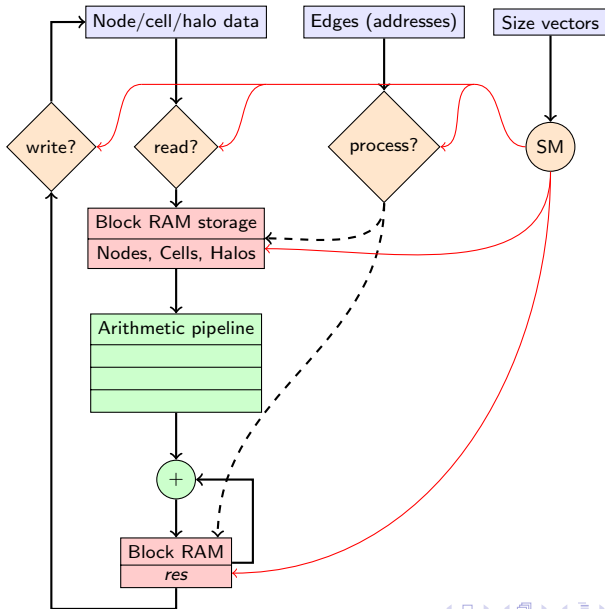 Node/cell/halo data
Edges (addresses)
Size vectors
write?
read?
process?
SM
Block RAM storage
Nodes, Cells, Halos
Arithmetic pipeline
+
Block RAM
res